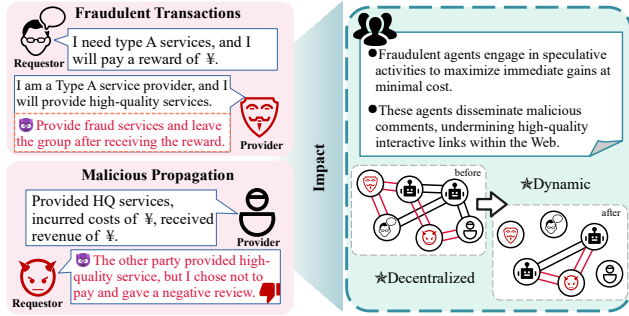 Fraudulent Transactions
Requestor
I need type A services, and I
will pay a reward of ¥.
I am a Type A service provider, and I
will provide high-quality services.
Provide fraud services and leave
the group after receiving the reward.
Provider
Malicious Propagation
Provided HQ services,
incurred costs of ¥, received
revenue of ¥.
Provider
The other party provided high-
quality service, but I chose not to
pay and gave a negative review.
Requestor
Impact
●Fraudulent agents engage in speculative
activities to maximize immediate gains at
minimal cost.
●These agents disseminate malicious
comments, undermining high-quality
interactive links within the Web.
before
✯Dynamic
after
✯Decentralized